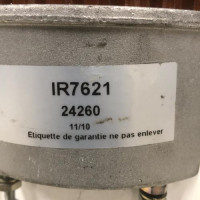 IR7621
24260
11/10
Etiquette de garantie ne pas enlever